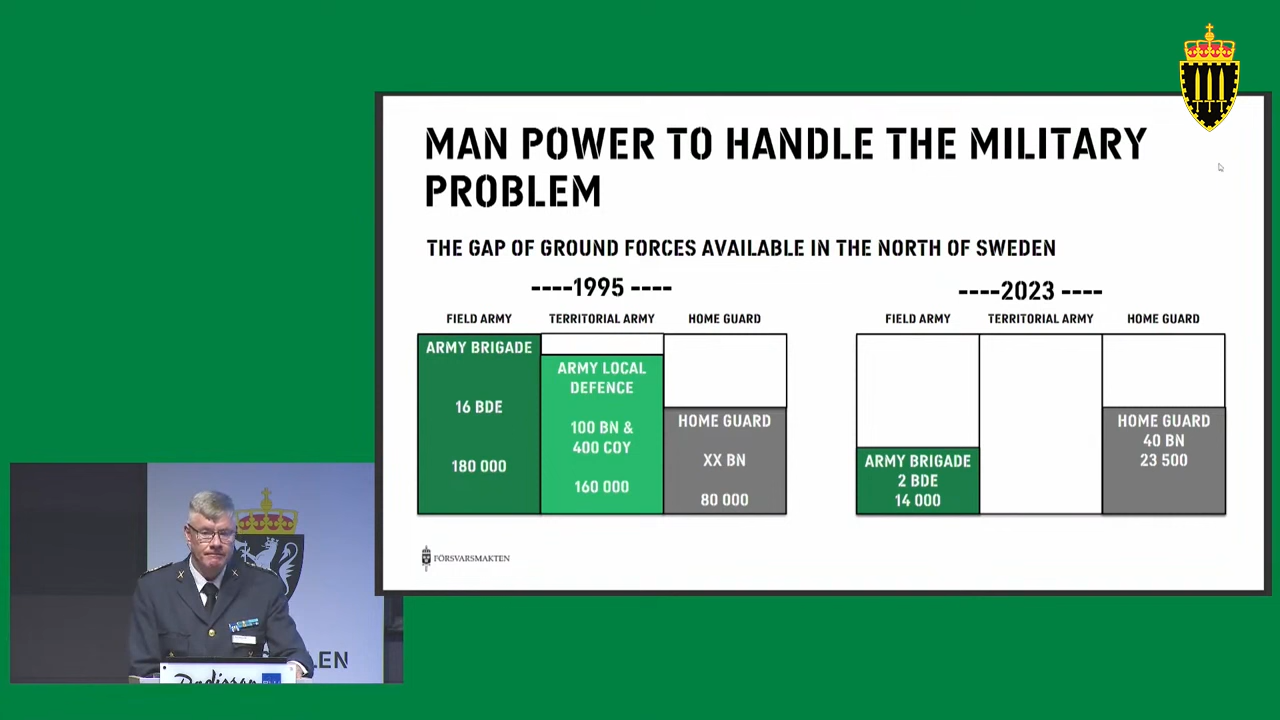 MAN POWER TO HANDLE THE MILITARY
PROBLEM
THE GAP OF GROUND FORCES AVAILABLE IN THE NORTH OF SWEDEN
----1995 ----
FIELD ARMY
TERRITORIAL ARMY
HOME GUARD
ARMY BRIGADE
16 BDE
180 000
ARMY LOCAL
DEFENCE
100 BN &
400 COY
160 000
HOME GUARD
XX BN
80 000
----2023 ----
FIELD ARMY
TERRITORIAL ARMY
HOME GUARD
ARMY BRIGADE
2 BDE
14 000
HOME GUARD
40 BN
23 500
FÖRSVARSMAKTEN
LEN
Radisson